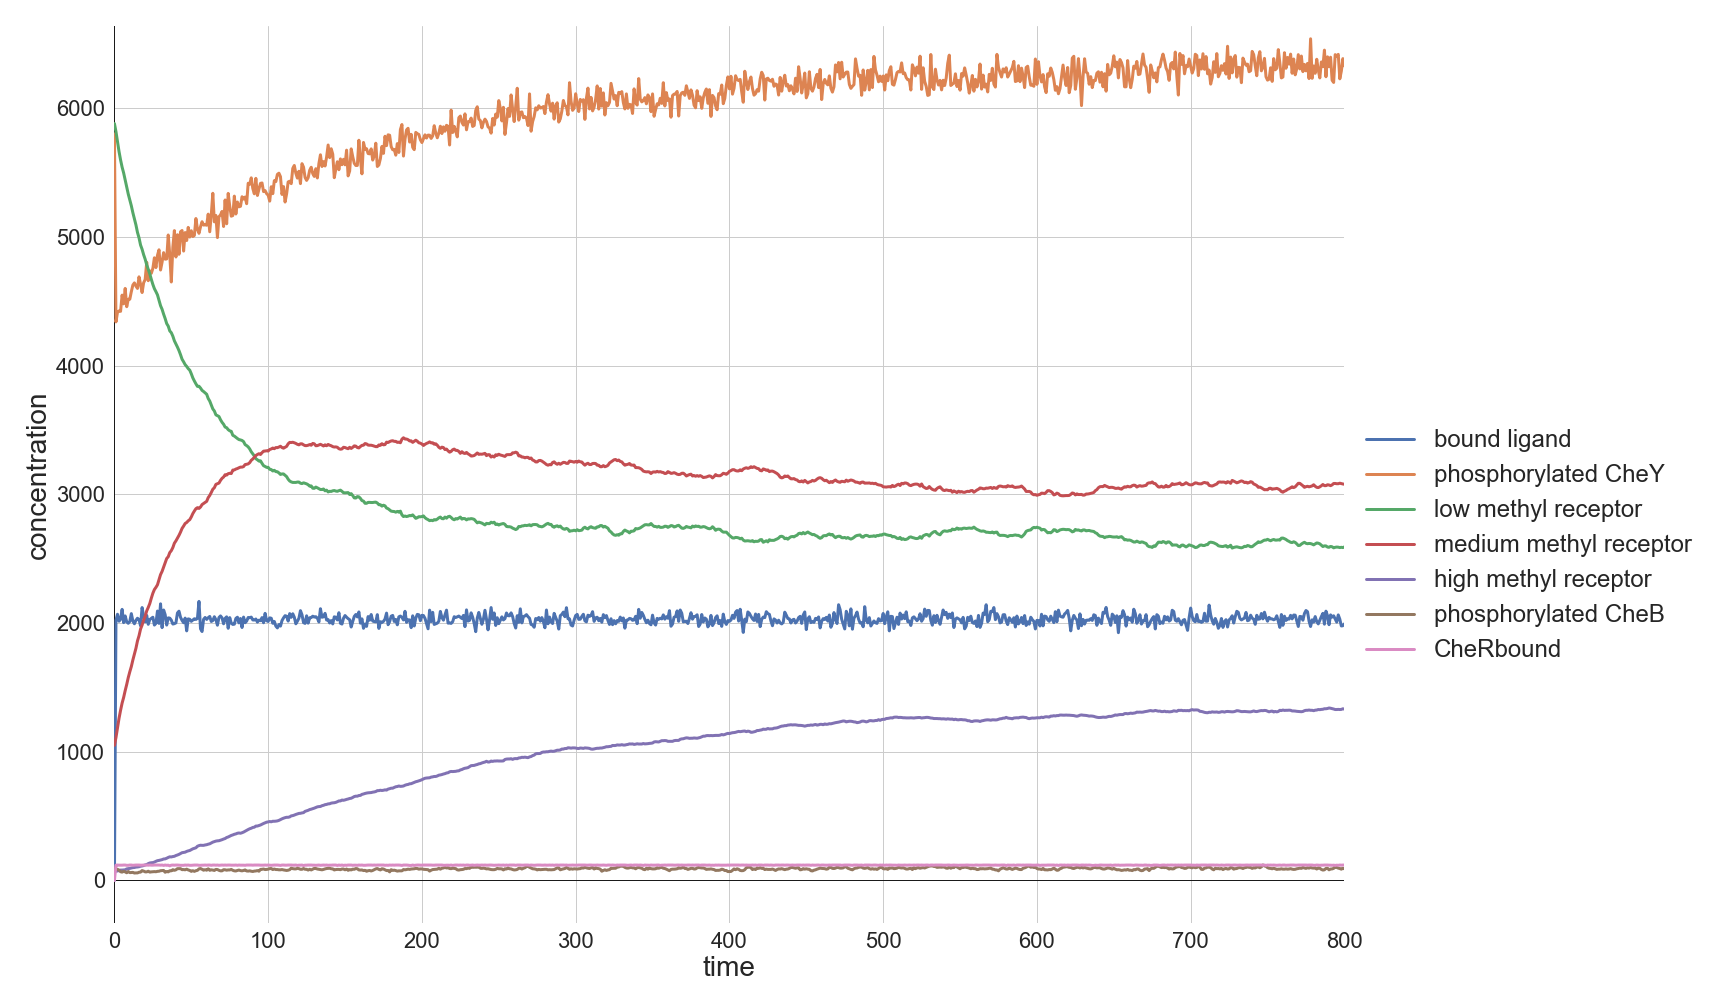 6000
5000
4000
3000
2000
1000
0
concentration
0 100 200 300 400 500 600 700 800
time
bound ligand
phosphorylated CheY
low methyl receptor
medium methyl receptor
high methyl receptor
phosphorylated CheB
CheRbound